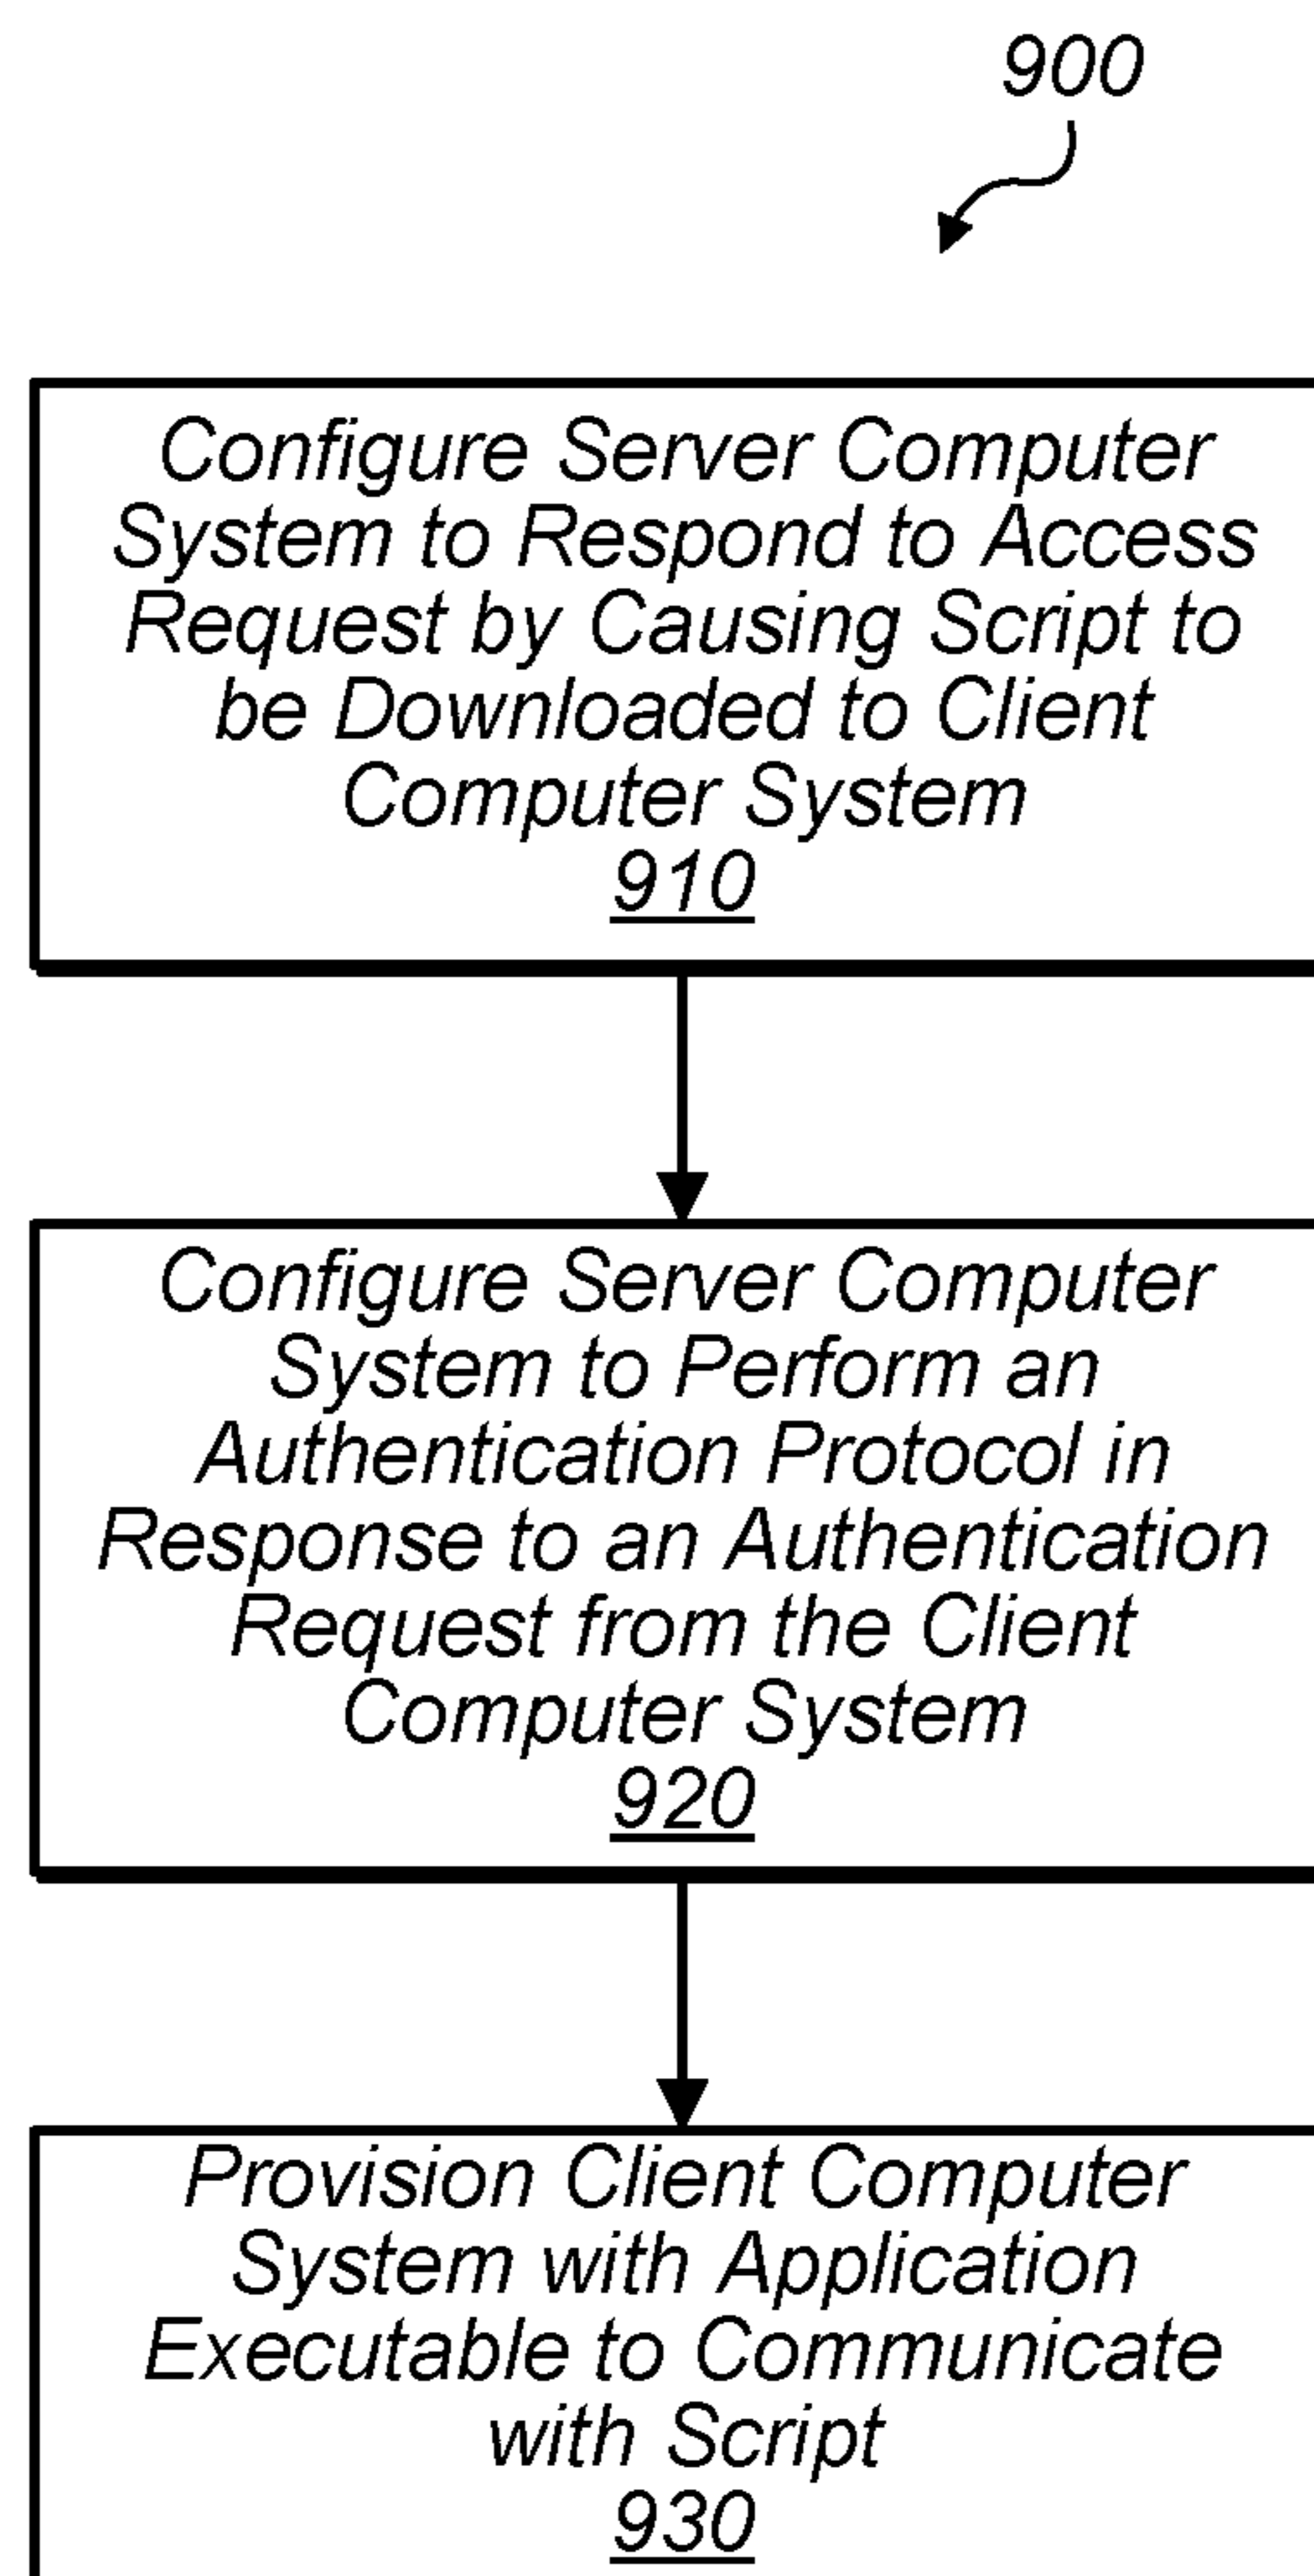 900
Configure Server Computer
System to Respond to Access
Request by Causing Script to
be Downloaded to Client
Computer System
910
Configure Server Computer
System to Perform an
Authentication Protocol in
Response to an Authentication
Request from the Client
Computer System
920
Provision Client Computer
System with Application
Executable to Communicate
with Script
930